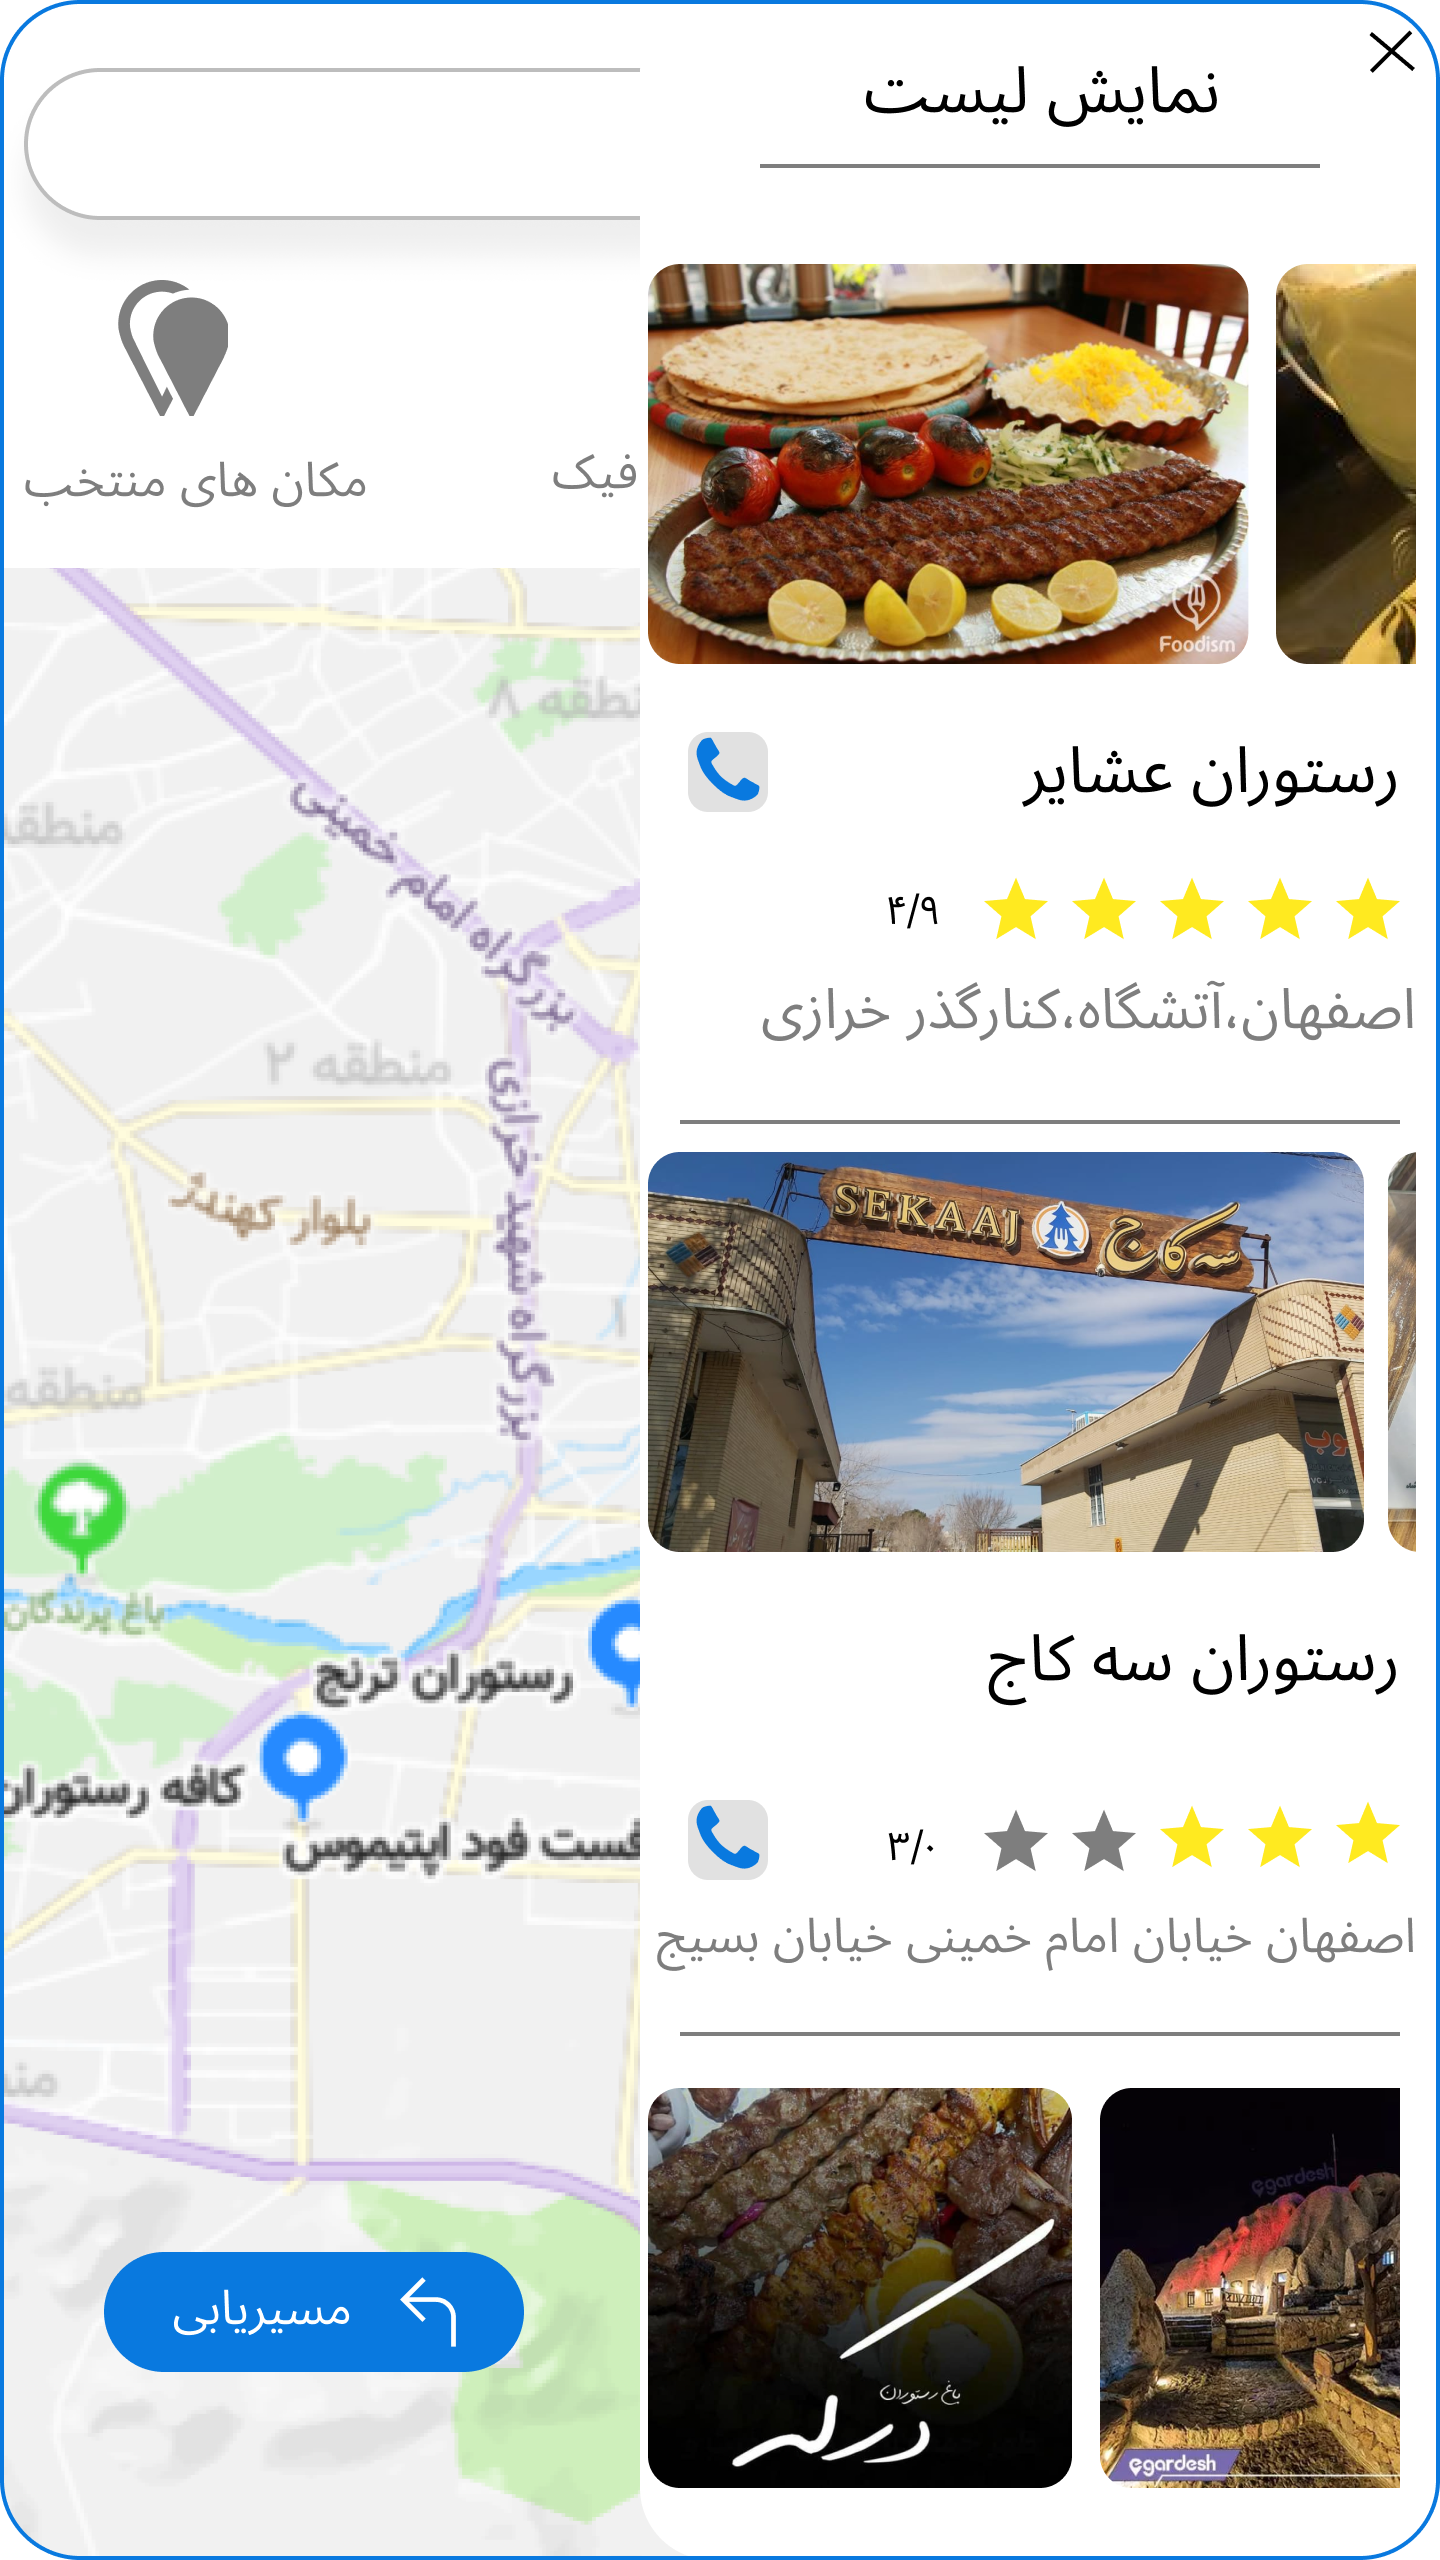 نمایش لیست
مکان های منتخب
فیک
Foodism
رستوران عشایر
۴/۹
اصفهان،آتشگاه،کنارگذر خرازی
SEKAAJ سه کاج
رستوران سه کاج
۳/۰
اصفهان خیابان امام خمینی خیابان بسیج
باغ رستوران
egardesh
egardesh
منطقه ۸
منطقه
بزرگراه امام خمینی
منطقه ۲
بزرگراه شهید خرازی
بلوار کهندژ
۱
منطقه
باغ پرندگان
رستوران ترنج
کافه رستوران
فست فود اپتیموس
مسیریابی